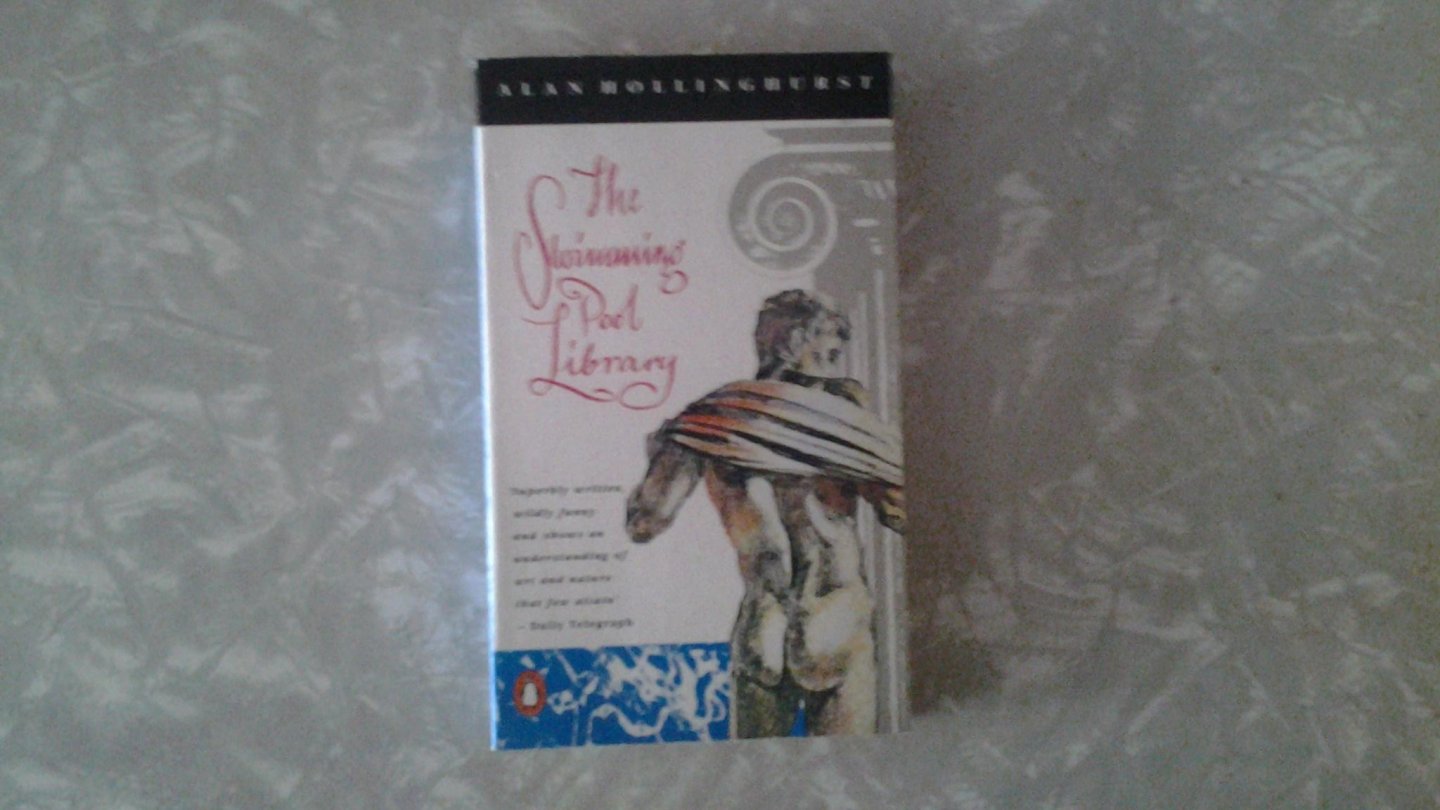 ALAN HOLLINGHURST
The
Swimming
Pool
Library
Superbly written,
wildly funny
and shows an
understanding of
art and nature
that few attain'
– Daily Telegraph